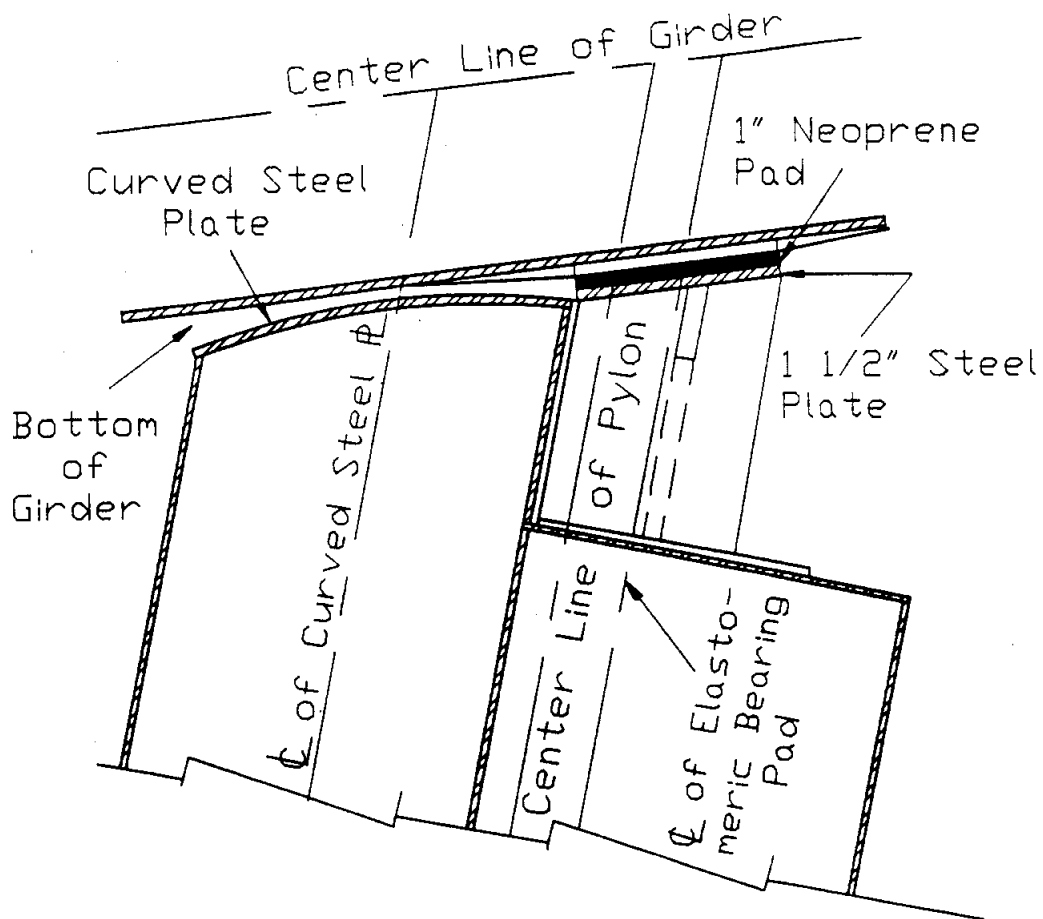 Center Line of Girder
1" Neoprene
Pad
Curved Steel
Plate
1 1/2" Steel
Plate
Bottom
of
Girder
℄ of Curved Steel ⅊
Center Line of Pylon
℄ of Elasto-
meric Bearing
Pad